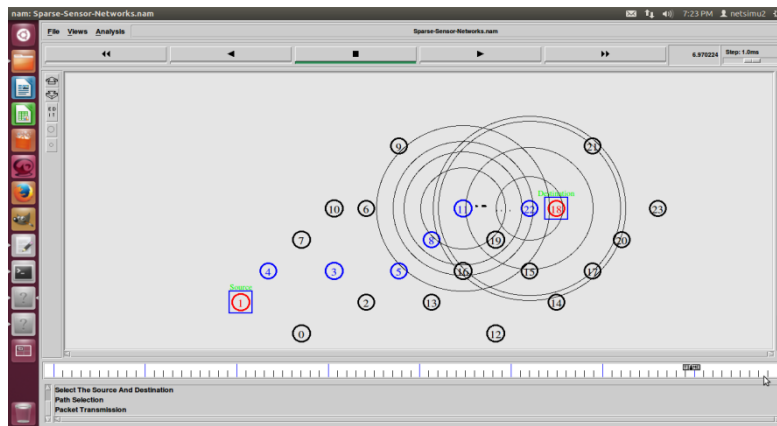 nam: Sparse-Sensor-Networks.nam
7:23 PM netsimu2
File Views Analysis
Sparse-Sensor-Networks.nam
6.970224 Step: 1.0ms
9 21
Destination
10 6 11 22 18 23
7 8 19 20
4 3 5 16 15 17
Source
1 2 13 14
0 12
Select The Source And Destination
Path Selection
Packet Transmission